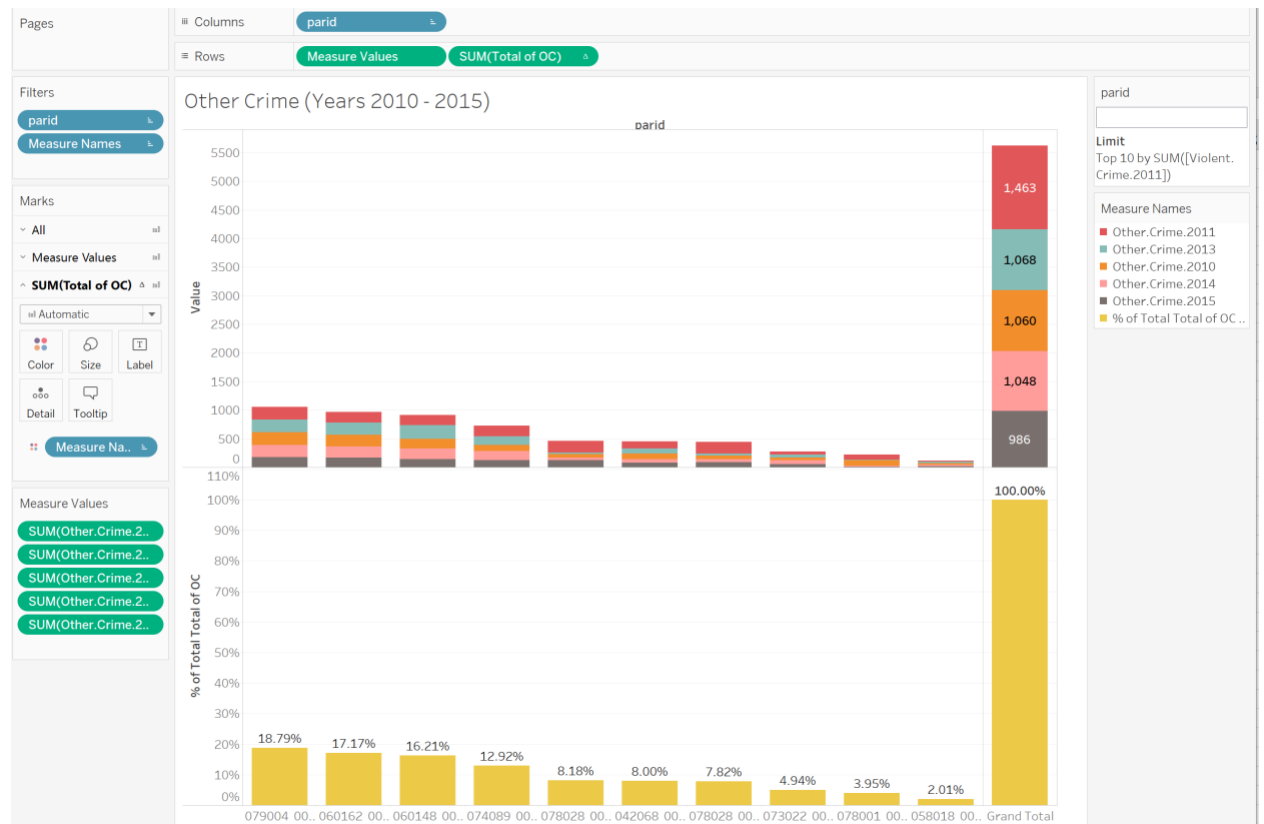 Pages
Columns
parid
Rows
Measure Values
SUM(Total of OC)
Filters
parid
Measure Names
Marks
All
Measure Values
SUM(Total of OC)
Automatic
Color
Size
Label
Detail
Tooltip
Measure Na..
Measure Values
SUM(Other.Crime.2..
SUM(Other.Crime.2..
SUM(Other.Crime.2..
SUM(Other.Crime.2..
SUM(Other.Crime.2..
Other Crime (Years 2010 - 2015)
parid
Value
5500
5000
4500
4000
3500
3000
2500
2000
1500
1000
500
0
1,463
1,068
1,060
1,048
986
% of Total Total of OC
110%
100%
90%
80%
70%
60%
50%
40%
30%
20%
10%
0%
18.79%
17.17%
16.21%
12.92%
8.18%
8.00%
7.82%
4.94%
3.95%
2.01%
100.00%
079004 00.. 060162 00.. 060148 00.. 074089 00.. 078028 00.. 042068 00.. 078028 00.. 073022 00.. 078001 00.. 058018 00.. Grand Total
parid
Limit
Top 10 by SUM([Violent.
Crime.2011])
Measure Names
Other.Crime.2011
Other.Crime.2013
Other.Crime.2010
Other.Crime.2014
Other.Crime.2015
% of Total Total of OC ..